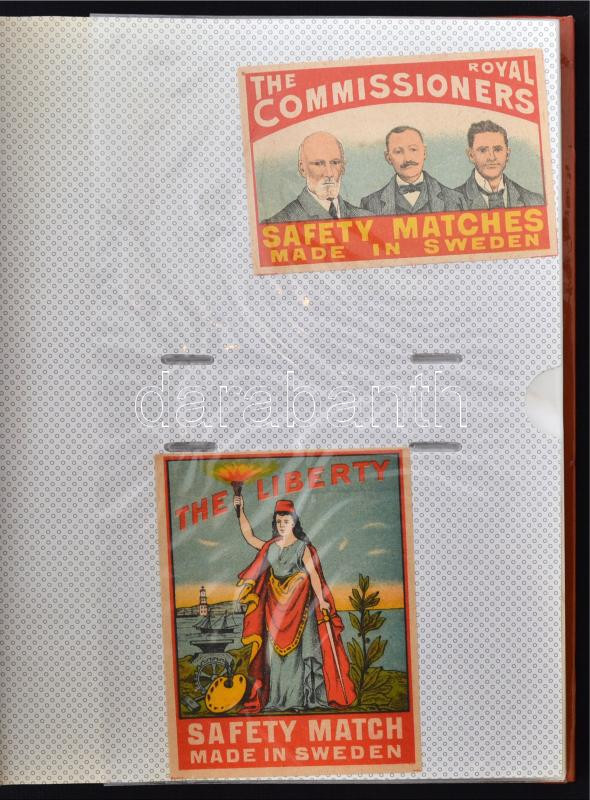 THE ROYAL
COMMISSIONERS
SAFETY MATCHES
MADE IN SWEDEN
darabanth
THE LIBERTY
SAFETY MATCH
MADE IN SWEDEN